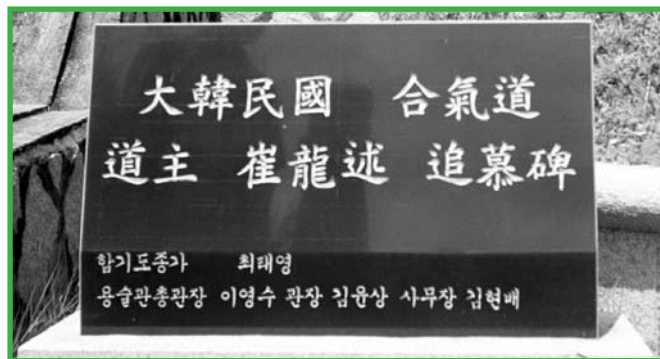 大韓民國 合氣道
道主 崔龍述 追慕碑
합기도종가 최태영
용술관총관장 이영수 관장 김윤상 사무장 김현배